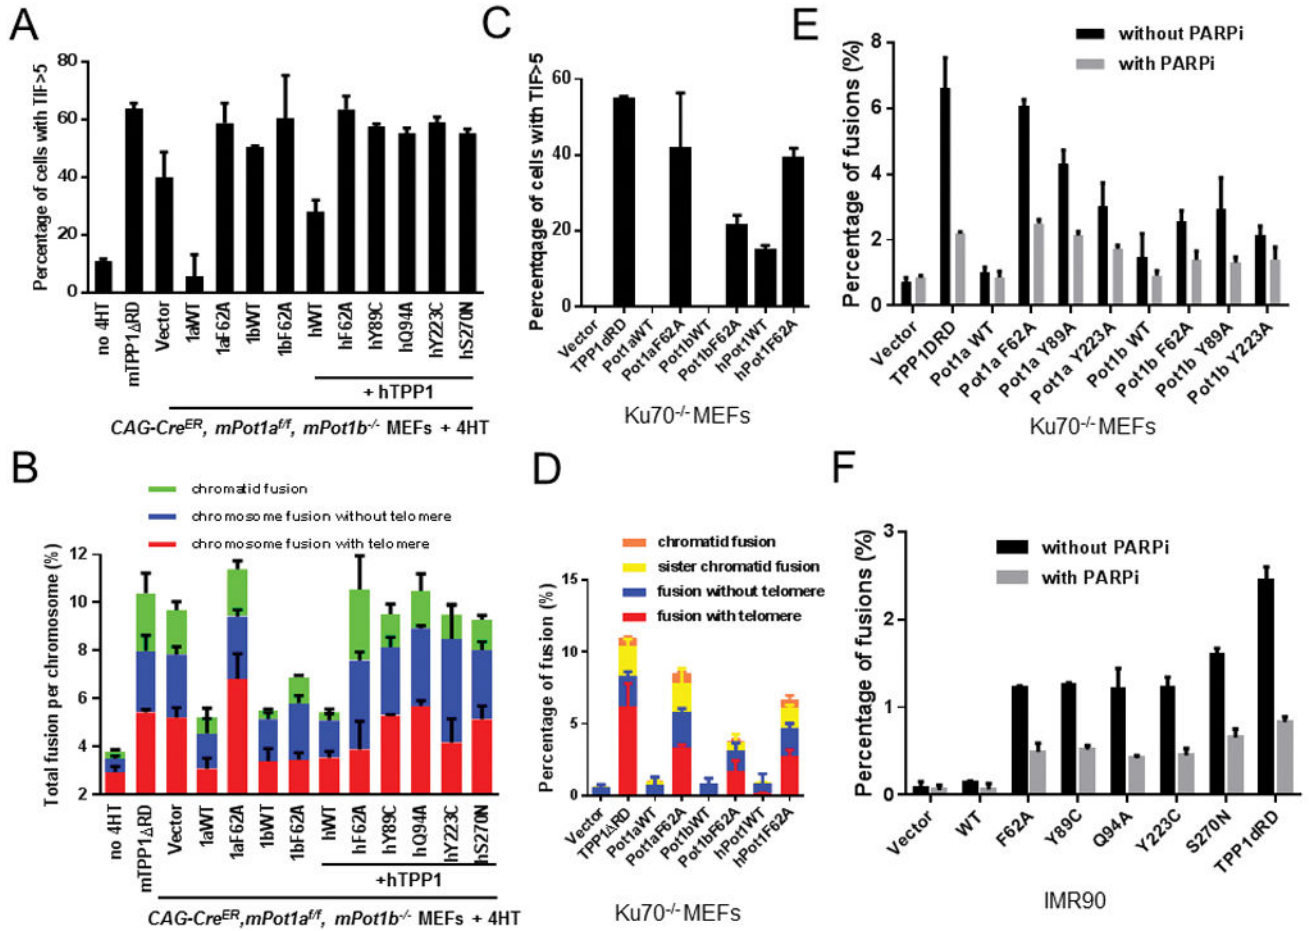 A
Percentage of cells with TIF>5
80
60
40
20
0
no 4HT
mTPP1△RD
Vector
1aWT
1aF62A
1bWT
1bF62A
hWT
hF62A
hY89C
hQ94A
hY223C
hS270N
+ hTPP1
CAG-CreER, mPot1af/f, mPot1b-/- MEFs + 4HT
C
Percentqage of cells with TIF>5
60
40
20
0
Vector
TPP1dRD
Pot1aWT
Pot1aF62A
Pot1bWT
Pot1bF62A
hPot1WT
hPot1F62A
Ku70-/- MEFs
E
without PARPi
with PARPi
Percentage of fusions (%)
8
6
4
2
0
Vector
TPP1DRD
Pot1a WT
Pot1a F62A
Pot1a Y89A
Pot1a Y223A
Pot1b WT
Pot1b F62A
Pot1b Y89A
Pot1b Y223A
Ku70-/- MEFs
B
chromatid fusion
chromosome fusion without telomere
chromosome fusion with telomere
Total fusion per chromosome (%)
12
10
8
6
4
2
no 4HT
mTPP1△RD
Vector
1aWT
1aF62A
1bWT
1bF62A
hWT
hF62A
hY89C
hQ94A
hY223C
hS270N
+hTPP1
CAG-CreER,mPot1af/f, mPot1b-/- MEFs + 4HT
D
chromatid fusion
sister chromatid fusion
fusion without telomere
fusion with telomere
Percentage of fusion (%)
15
10
5
0
Vector
TPP1△RD
Pot1aWT
Pot1aF62A
Pot1bWT
Pot1bF62A
hPot1WT
hPot1F62A
Ku70-/- MEFs
F
without PARPi
with PARPi
Percentage of fusions (%)
3
2
1
0
Vector
WT
F62A
Y89C
Q94A
Y223C
S270N
TPP1dRD
IMR90